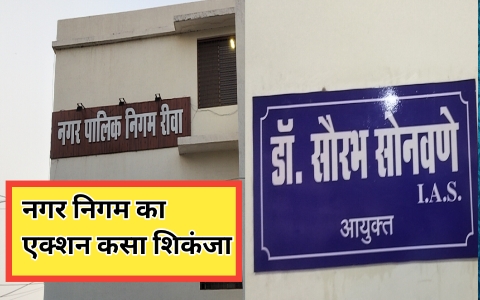 नगर पालिक निगम रीवा
नगर निगम का
एक्शन कसा शिकंजा
डॉ. सौरभ सोनवणे
I.A.S.
आयुक्त